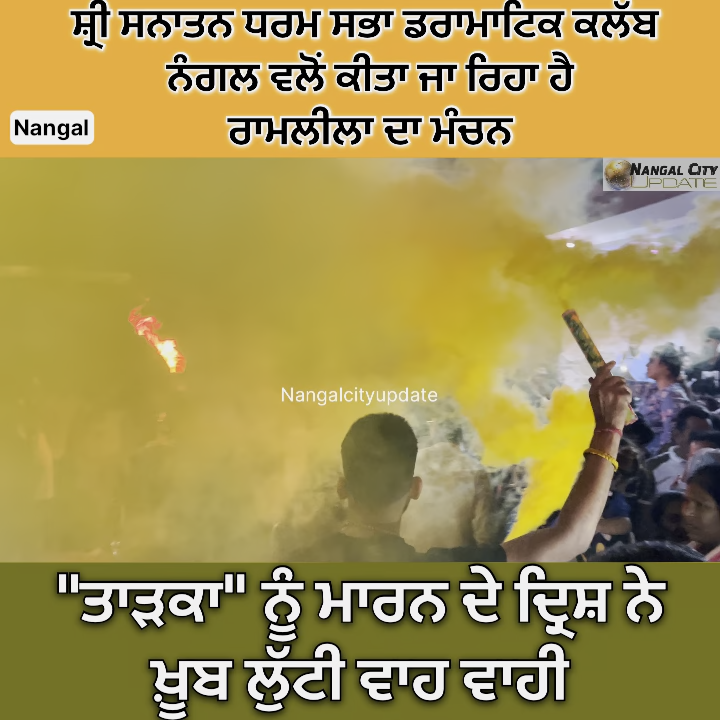 ਸ਼੍ਰੀ ਸਨਾਤਨ ਧਰਮ ਸਭਾ ਡਰਾਮਾਟਿਕ ਕਲੱਬ
ਨੰਗਲ ਵਲੋਂ ਕੀਤਾ ਜਾ ਰਿਹਾ ਹੈ
Nangal
ਰਾਮਲੀਲਾ ਦਾ ਮੰਚਨ
NANGAL CITY
UPDATE
Nangalcityupdate
"ਤਾੜਕਾ" ਨੂੰ ਮਾਰਨ ਦੇ ਦ੍ਰਿਸ਼ ਨੇ
ਖ਼ੂਬ ਲੁੱਟੀ ਵਾਹ ਵਾਹੀ